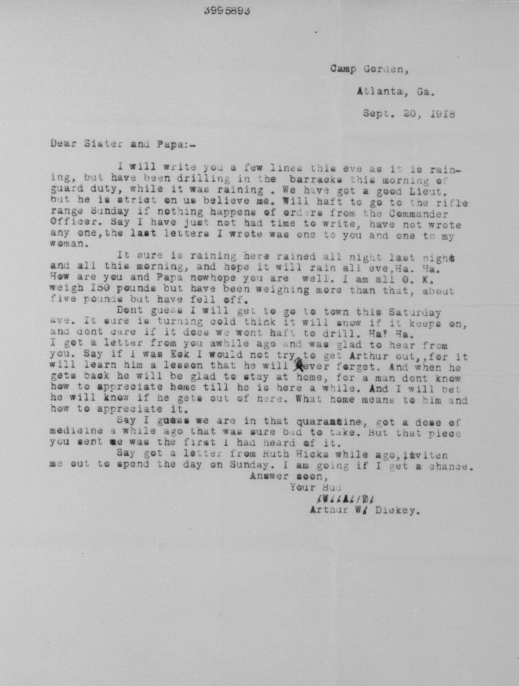 3995893
Camp Gorden,
Atlanta, Ga.
Sept. 20, 1918
Dear Sister and Papa:-
I will write you a few lines this eve as it is rain-
ing, but have been drilling in the barracks this morning of
guard duty, while it was raining . We have got a good Lieut.
but he is strict on us believe me. Will haft to go to the rifle
range Sunday if nothing happens of orders from the Commander
Officer. Say I have just not had time to write, have not wrote
any one,the last letters I wrote was one to you and one to my
woman.
It sure is raining here rained all night last night
and all this morning, and hope it will rain all eve,Ha. Ha.
How are you and Papa nowhope you are well. I am all O. K.
weigh 150 pounds but have been weighing more than that, about
five pounds but have fell off.
Dont guess I will get to go to town this Saturday
ave. It sure is turning cold think it will snow if it keeps on,
and dont care if it does we wont haft to drill. Ha! Ha.
I got a letter from you awhile ago and was glad to hear from
you. Say if I was Eck I would not try to get Arthur out,,for it
will learn him a lesson that he will never forget. And when he
gets back he will be glad to stay at home, for a man dont know
how to appreciate home till he is here a while. And I will bet
he will know if he gets out of here. What home means to him and
how to appreciate it.
Say I guess we are in that quarantine, got a dose of
medicine a while ago that was sure bad to take. But that piece
you sent me was the first I had heard of it.
Say got a letter from Ruth Hicks while ago,inviten
me out to spend the day on Sunday. I am going if I get a chance.
Answer soon,
Your Bud
Arthur W/ Dickey.